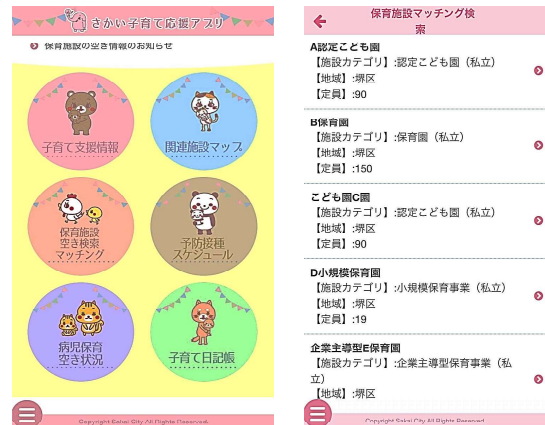 さかい子育て応援アプリ
保育施設の空き情報のお知らせ
子育て支援情報
関連施設マップ
保育施設
空き検索
マッチング
予防接種
スケジュール
病児保育
空き状況
子育て日記帳
Copyright Sakai City All Rights Reserved.
保育施設マッチング検
索
A認定こども園
【施設カテゴリ】:認定こども園（私立）
【地域】:堺区
【定員】:90
B保育園
【施設カテゴリ】:保育園（私立）
【地域】:堺区
【定員】:150
こども園C園
【施設カテゴリ】:認定こども園（私立）
【地域】:堺区
【定員】:90
D小規模保育園
【施設カテゴリ】:小規模保育事業（私立）
【地域】:堺区
【定員】:19
企業主導型E保育園
【施設カテゴリ】:企業主導型保育事業（私
立）
【地域】:堺区
Copyright Sakai City All Rights Reserved.